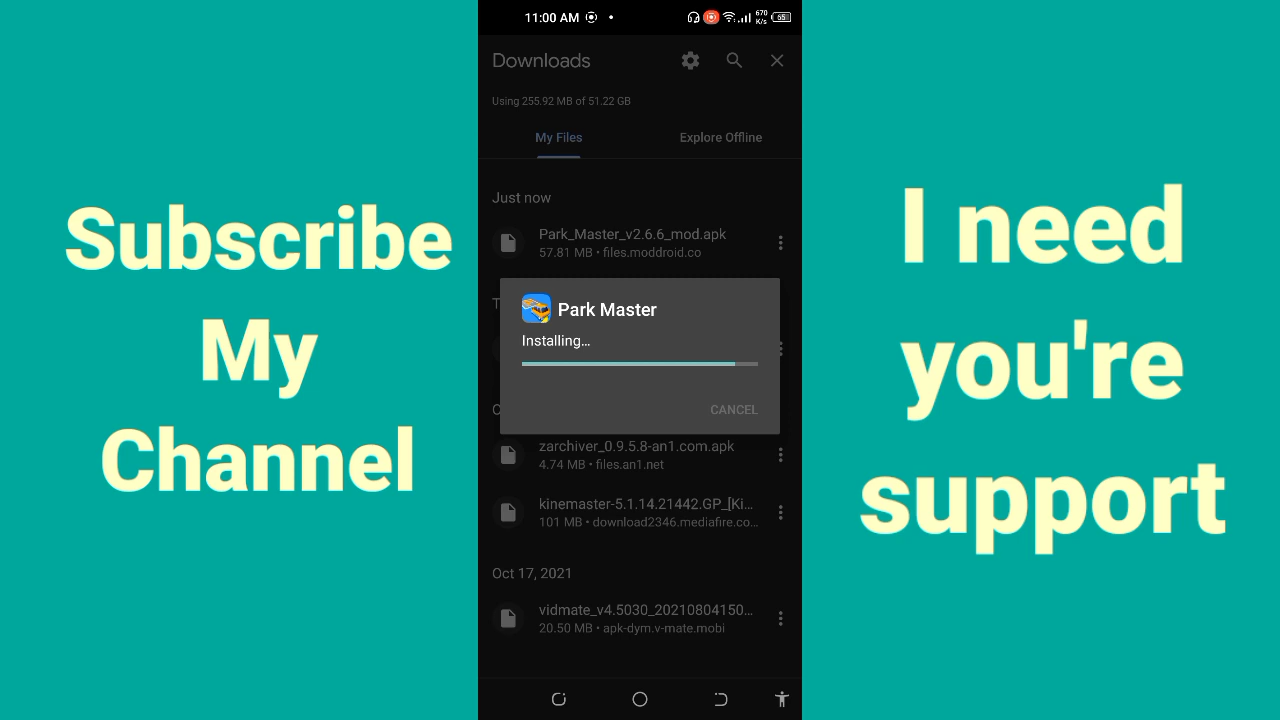 Subscribe
My
Channel
11:00 AM
670
K/s
55
Downloads
Using 255.92 MB of 51.22 GB
My Files
Explore Offline
Just now
Park_Master_v2.6.6_mod.apk
57.81 MB • files.moddroid.co
Park Master
Installing...
CANCEL
zarchiver_0.9.5.8-an1.com.apk
4.74 MB • files.an1.net
kinemaster-5.1.14.21442.GP_[Ki...
101 MB • download2346.mediafire.co...
Oct 17, 2021
vidmate_v4.5030_20210804150...
20.50 MB • apk-dym.v-mate.mobi
I need
you're
support